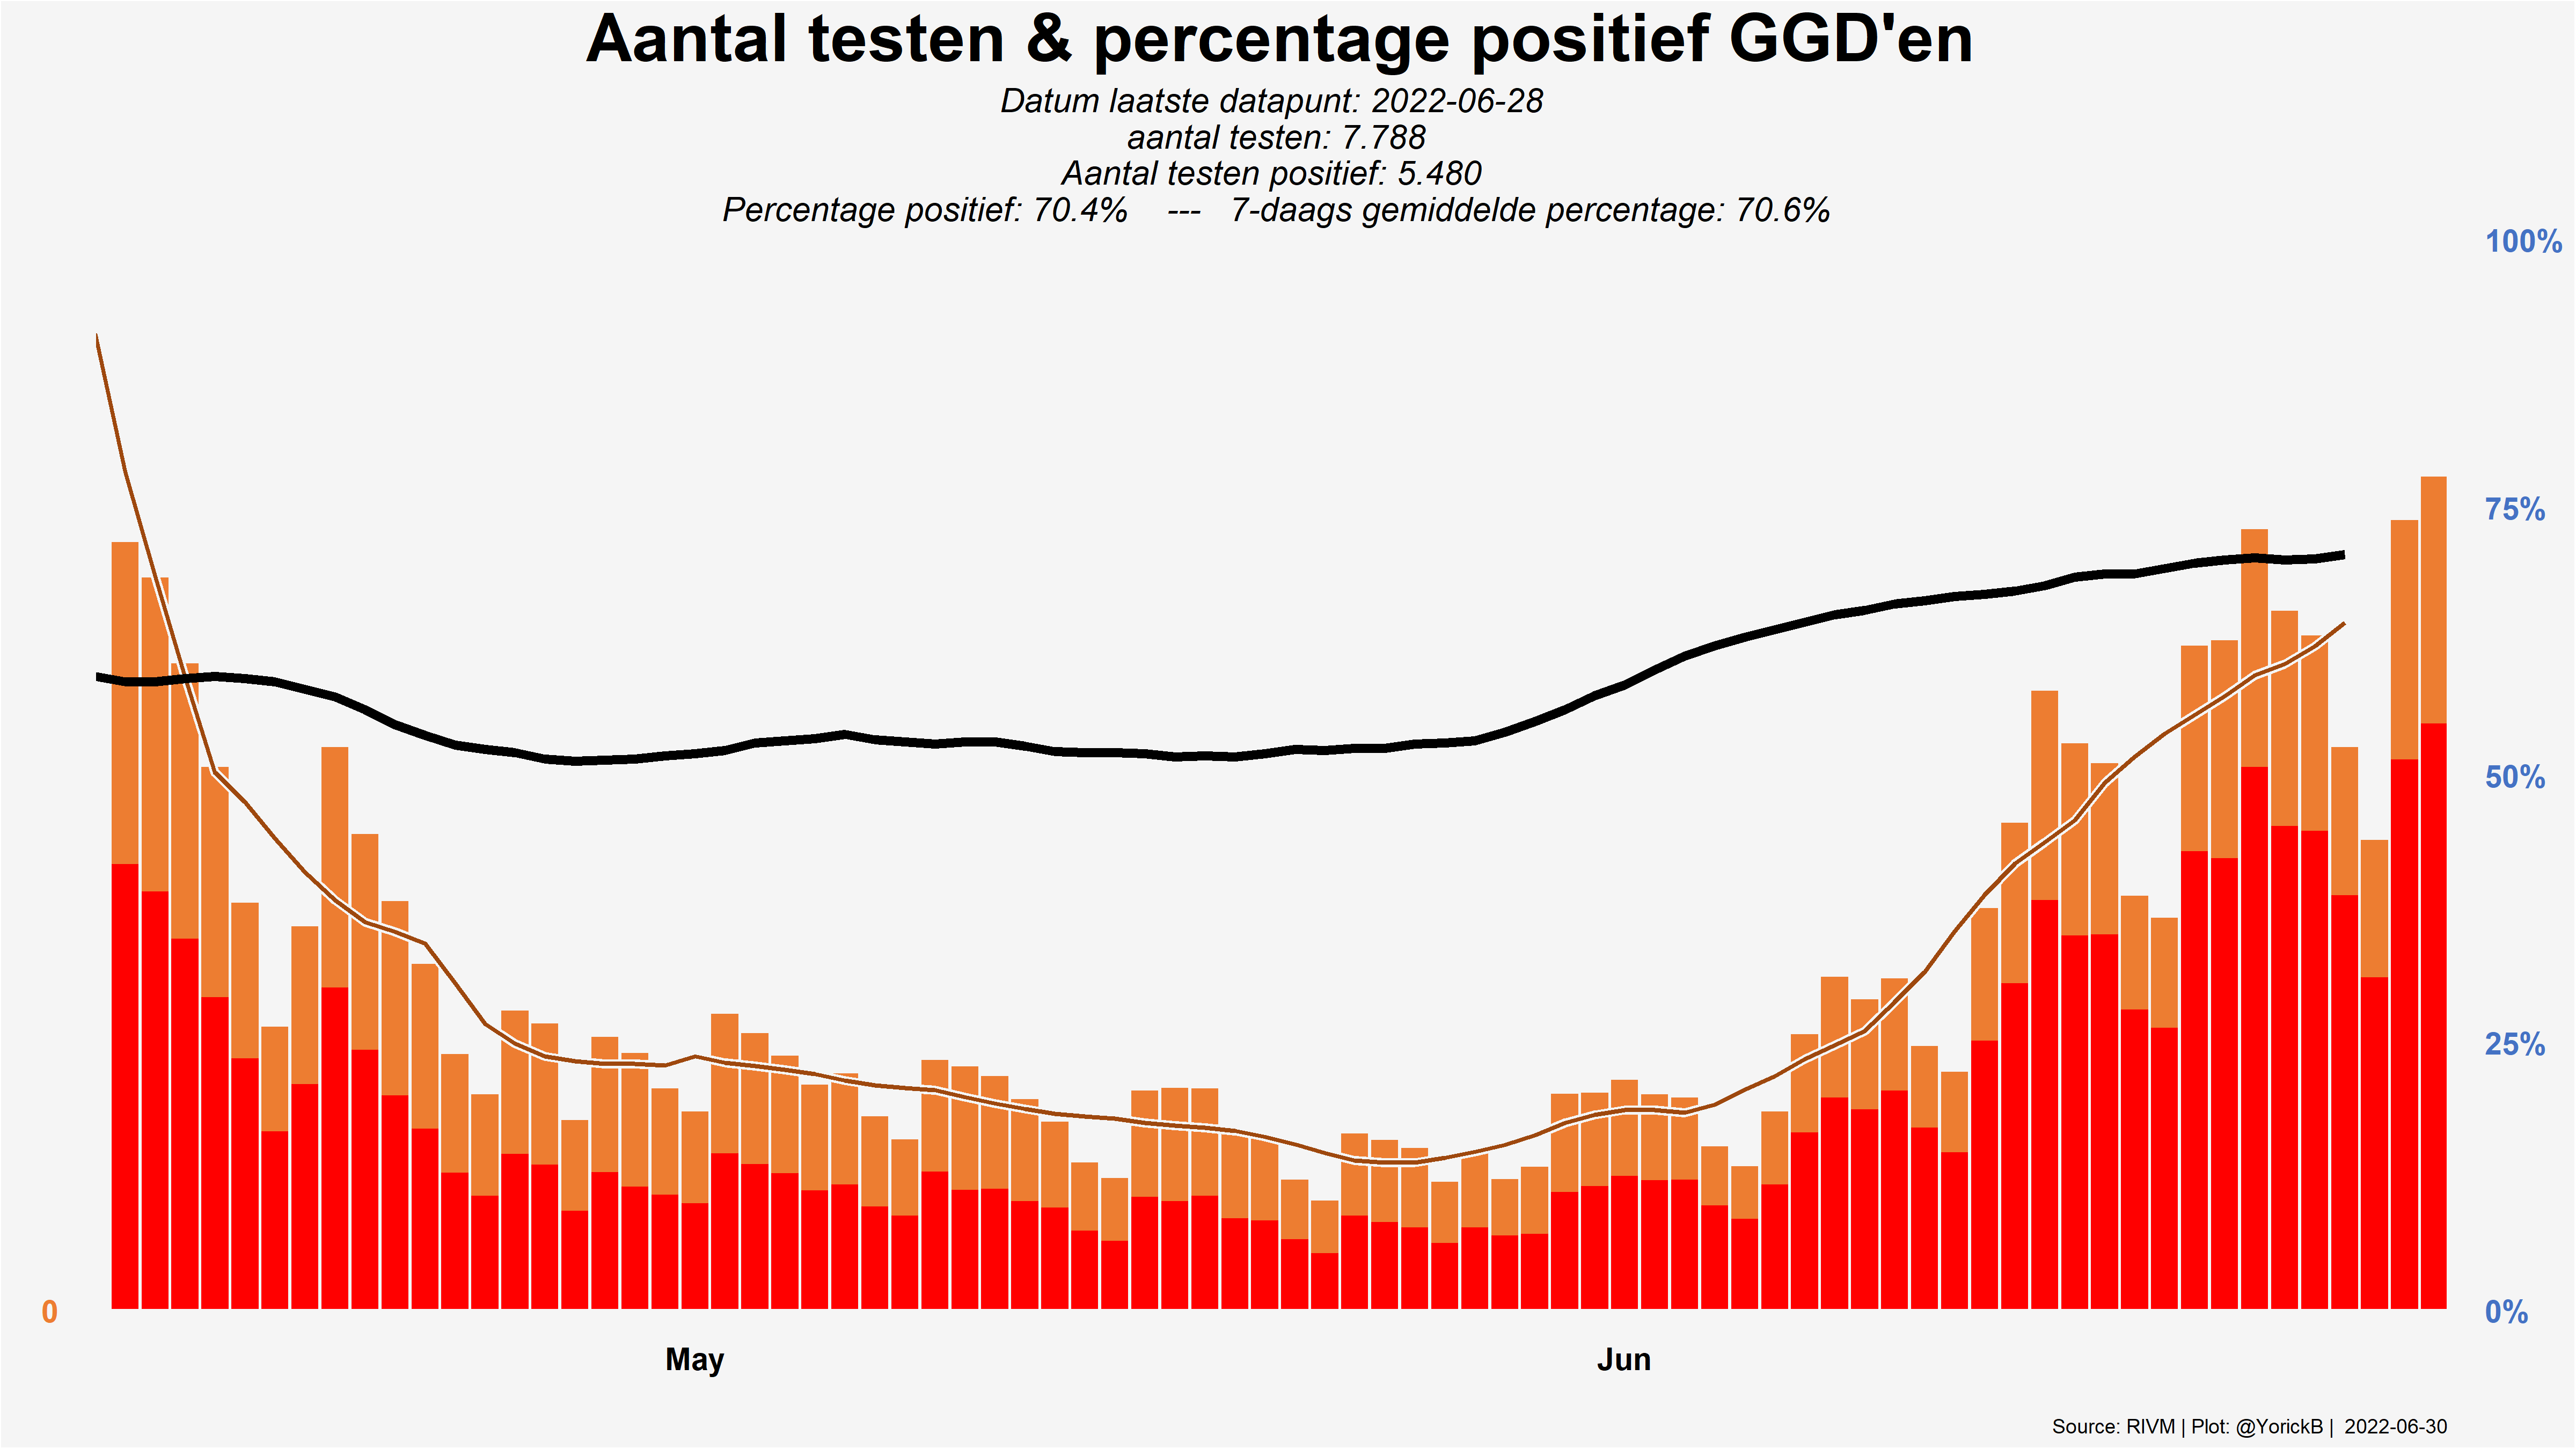 Aantal testen & percentage positief GGD'en
Datum laatste datapunt: 2022-06-28
aantal testen: 7.788
Aantal testen positief: 5.480
Percentage positief: 70.4% --- 7-daags gemiddelde percentage: 70.6%
100%
75%
50%
25%
0
0%
May
Jun
Source: RIVM | Plot: @YorickB | 2022-06-30